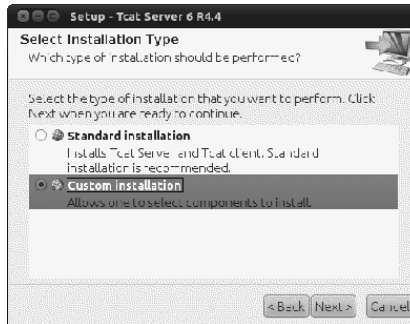 Setup - Tcat Server 6 R4.4
Select Installation Type
Which type of installation should be performed?
Select the type of installation that you want to perform. Click
Next when you are ready to continue.
Standard installation
Installs Tcat Server and Tcat client. Standard
installation is recommended.
Custom installation
Allows one to select components to install.
< Back Next > Cancel